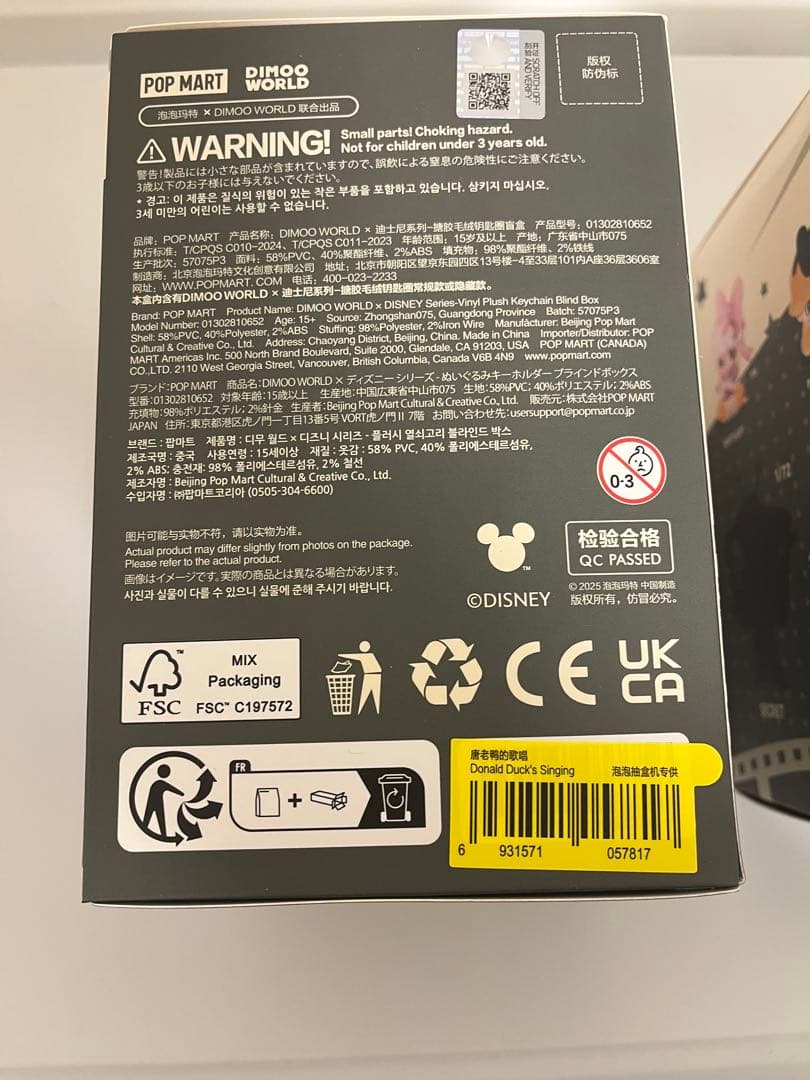 POP MART
DIMOO
WORLD
开证
刮验
SCRATCH OFF
AND VERIFY
版权
防伪标
泡泡玛特 × DIMOO WORLD 联合出品
WARNING!
Small parts! Choking hazard.
Not for children under 3 years old.
警告!製品には小さな部品が含まれていますので、誤飲による窒息の危険性にご注意ください。
3歳以下のお子様には与えないでください。
* 경고: 이 제품은 질식의 위험이 있는 작은 부품을 포함하고 있습니다. 삼키지 마십시오.
3세 미만의 어린이는 사용할 수 없습니다.
品牌：POP MART 产品名称：DIMOO WORLD × 迪士尼系列-搪胶毛绒钥匙圈盲盒 产品型号：01302810652
执行标准：T/CPQS C010-2024、T/CPQS C011-2023 年龄范围：15岁及以上 产地：广东省中山市075
生产批次：57075P3 面料：58%PVC、40%聚酯纤维、2%ABS 填充物：98%聚酯纤维、2%铁线
制造商：北京泡泡玛特文化创意有限公司 地址：北京市朝阳区望京东园四区13号楼-4至33层101内A座36层3606室
网址：WWW.POPMART.COM 电话：400-023-2233
本盒内含有DIMOO WORLD × 迪士尼系列-搪胶毛绒钥匙圈常规款或隐藏款。
Brand: POP MART Product Name: DIMOO WORLD x DISNEY Series-Vinyl Plush Keychain Blind Box
Model Number: 01302810652 Age: 15+ Source: Zhongshan075, Guangdong Province Batch: 57075P3
Shell: 58%PVC, 40%Polyester, 2%ABS Stuffing: 98%Polyester, 2%Iron Wire Manufacturer: Beijing Pop Mart
Cultural & Creative Co., Ltd. Address: Chaoyang District, Beijing, China. Made in China Importer/Distributor: POP
MART Americas Inc. 500 North Brand Boulevard, Suite 2000, Glendale, CA 91203, USA POP MART (CANADA)
CO.,LTD. 2110 West Georgia Street, Vancouver, British Columbia, Canada V6B 4N9 www.popmart.com
ブランド：POP MART 商品名：DIMOO WORLD × ディズニー シリーズ - ぬいぐるみキーホルダー ブラインドボックス
型番：01302810652 対象年齢：15歳以上 生産地：中国広東省中山市075 生地：58%PVC; 40%ポリエステル; 2%ABS
充填物：98%ポリエステル; 2%針金 生産者：Beijing Pop Mart Cultural & Creative Co., Ltd. 販売元：株式会社POP MART
JAPAN 住所：東京都港区虎ノ門一丁目13番5号 VORT虎ノ門Ⅱ 7階 お問い合わせ先：usersupport@popmart.co.jp
브랜드 : 팝마트 제품명 : 디무 월드 × 디즈니 시리즈 - 플러시 열쇠고리 블라인드 박스
제조국명 : 중국 사용연령 : 15세이상 재질 : 옷감 : 58% PVC, 40% 폴리에스테르섬유,
2% ABS: 충전재: 98% 폴리에스테르섬유, 2% 철선
제조자명 : Beijing Pop Mart Cultural & Creative Co., Ltd.
수입자명 : ㈜팝마트코리아 (0505-304-6600)
0-3
图片可能与实物不符，请以实物为准。
Actual product may differ slightly from photos on the package.
Please refer to the actual product.
画像はイメージです。実際の商品とは異なる場合があります。
사진과 실물이 다를 수 있으니 실물에 준해 주시기 바랍니다.
TM
©DISNEY
检验合格
QC PASSED
© 2025 泡泡玛特 中国制造
版权所有，仿冒必究。
FSC
MIX
Packaging
FSC™ C197572
CE
UK
CA
FR
唐老鸭的歌唱
Donald Duck's Singing
泡泡抽盒机专供
6 931571 057817
1/72
SECRET